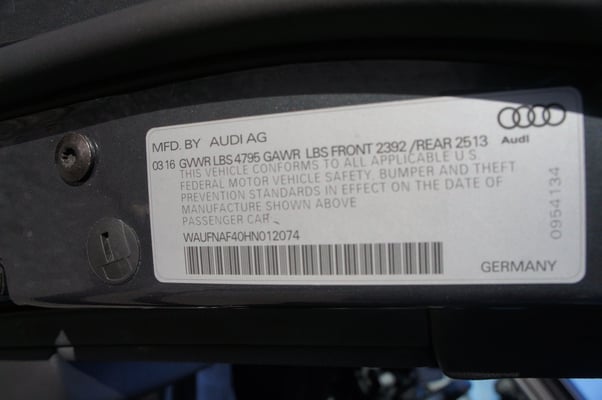 MFD. BY AUDI AG
03 16 GVWR LBS 4795 GAWR LBS FRONT 2392 /REAR 2513
THIS VEHICLE CONFORMS TO ALL APPLICABLE U.S.
FEDERAL MOTOR VEHICLE SAFETY, BUMPER AND THEFT
PREVENTION STANDARDS IN EFFECT ON THE DATE OF
MANUFACTURE SHOWN ABOVE
PASSENGER CAR
WAUFNAF40HN012074
GERMANY
Audi
0954134